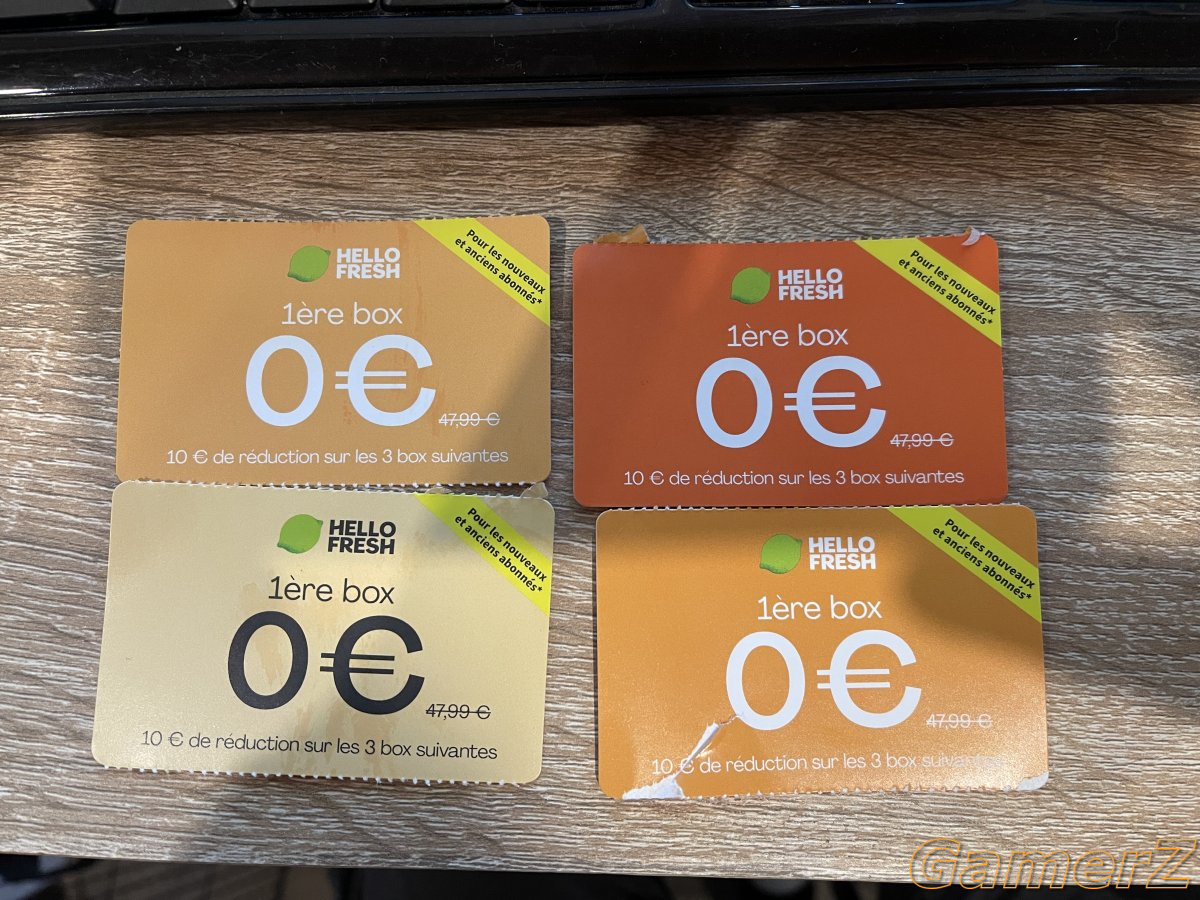 HELLO
FRESH
Pour les nouveaux
et anciens abonnés*
1ère box
0€
47,99 €
10 € de réduction sur les 3 box suivantes
HELLO
FRESH
Pour les nouveaux
et anciens abonnés*
1ère box
0€
47,99 €
10 € de réduction sur les 3 box suivantes
HELLO
FRESH
Pour les nouveaux
et anciens abonnés*
1ère box
0€
47,99 €
10 € de réduction sur les 3 box suivantes
HELLO
FRESH
Pour les nouveaux
et anciens abonnés*
1ère box
0€
47,99 €
10 € de réduction sur les 3 box suivantes
GamerZ